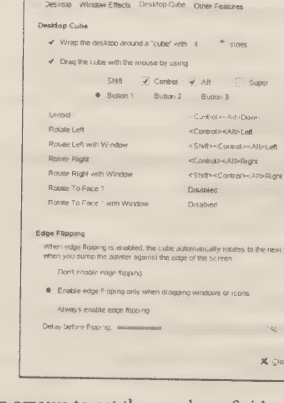 Desktop Window Effects Desktop Cube Other Features
Desktop Cube
Wrap the desktop around a "cube" with 4 sides
Drag the cube with the mouse by using
Shift Control Alt Super
Button 1 Button 2 Button 3
Unfold <Control><Alt>Down
Rotate Left <Control><Alt>Left
Rotate Left with Window <Shift><Control><Alt>Left
Rotate Right <Control><Alt>Right
Rotate Right with Window <Shift><Control><Alt>Right
Rotate To Face 1 Disabled
Rotate To Face 1 with Window Disabled
Edge Flipping
When edge flipping is enabled, the cube automatically rotates to the next
when you bump the pointer against the edge of the screen
Don't enable edge flipping
Enable edge flipping only when dragging windows or icons
Always enable edge flipping
Delay before flipping: